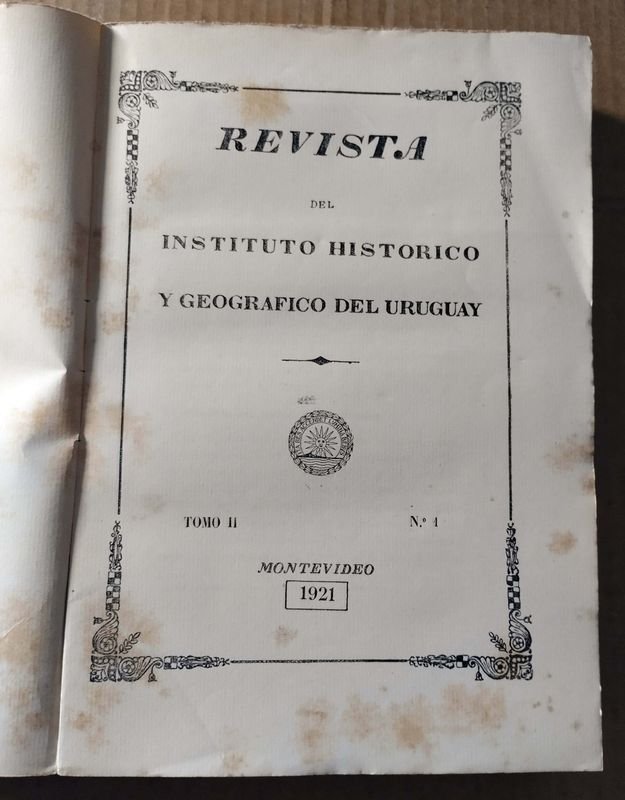 REVISTA
DEL
INSTITUTO HISTORICO
Y GEOGRAFICO DEL URUGUAY
TOMO II
N.º 1
MONTEVIDEO
1921